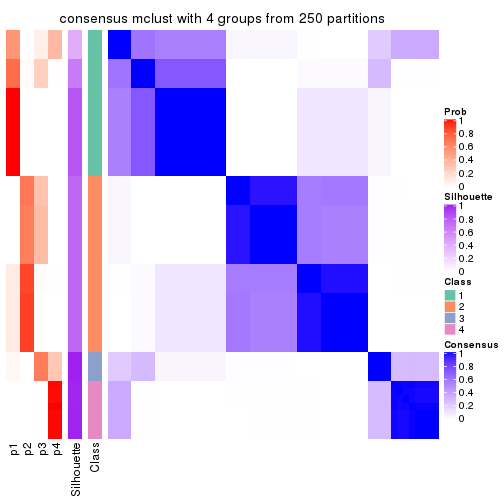 consensus mclust with 4 groups from 250 partitions
Prob
1
0.8
0.6
0.4
0.2
0
Silhouette
1
0.8
0.6
0.4
0.2
0
Class
1
2
3
4
Consensus
1
0.8
0.6
0.4
0.2
0
p1
p2
p3
p4
Silhouette
Class